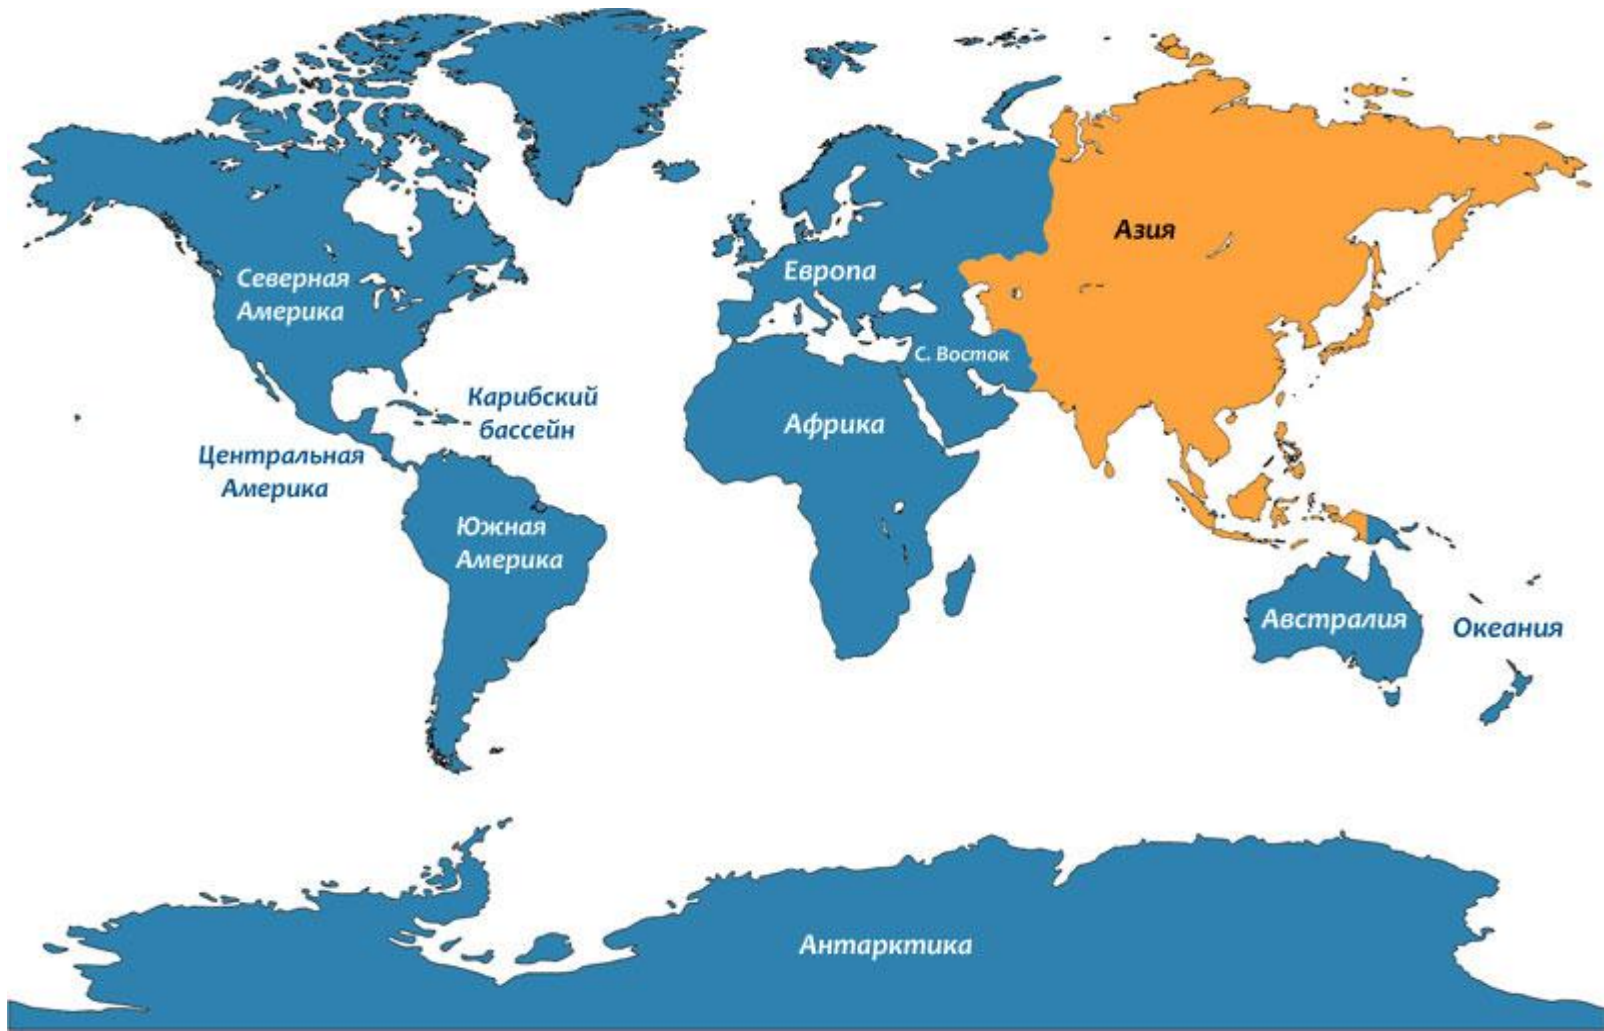 Азия
Северная
Америка
Европа
С. Восток
Карибский
бассейн
Африка
Центральная
Америка
Южная
Америка
Австралия
Океания
Антарктика